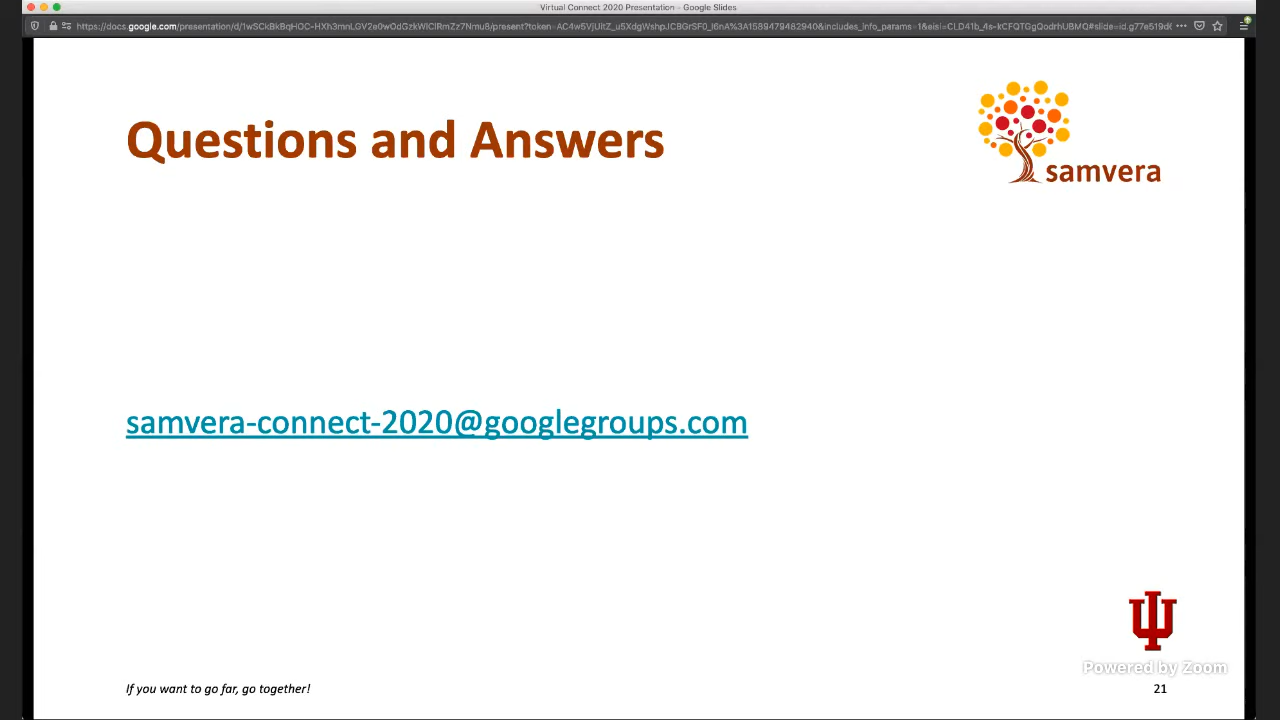 Virtual Connect 2020 Presentation - Google Slides
Questions and Answers
samvera
samvera-connect-2020@googlegroups.com
Powered by Zoom
If you want to go far, go together!
21